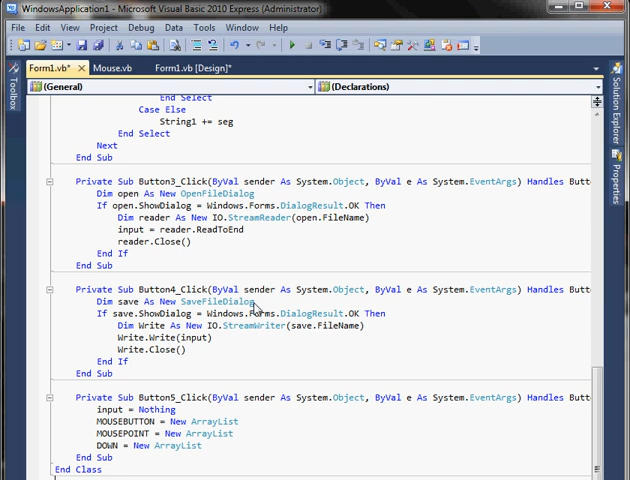 WindowsApplication1 - Microsoft Visual Basic 2010 Express (Administrator)
File Edit View Project Debug Data Tools Window Help
Form1.vb* Mouse.vb Form1.vb [Design]*
(General) (Declarations)
Toolbox
Solution Explorer
Properties
End Select
Case Else
String1 += seg
End Select
Next
End Sub
Private Sub Button3_Click(ByVal sender As System.Object, ByVal e As System.EventArgs) Handles Butt
Dim open As New OpenFileDialog
If open.ShowDialog = Windows.Forms.DialogResult.OK Then
Dim reader As New IO.StreamReader(open.FileName)
input = reader.ReadToEnd
reader.Close()
End If
End Sub
Private Sub Button4_Click(ByVal sender As System.Object, ByVal e As System.EventArgs) Handles Butt
Dim save As New SaveFileDialog
If save.ShowDialog = Windows.Forms.DialogResult.OK Then
Dim Write As New IO.StreamWriter(save.FileName)
Write.Write(input)
Write.Close()
End If
End Sub
Private Sub Button5_Click(ByVal sender As System.Object, ByVal e As System.EventArgs) Handles Butt
input = Nothing
MOUSEBUTTON = New ArrayList
MOUSEPOINT = New ArrayList
DOWN = New ArrayList
End Sub
End Class